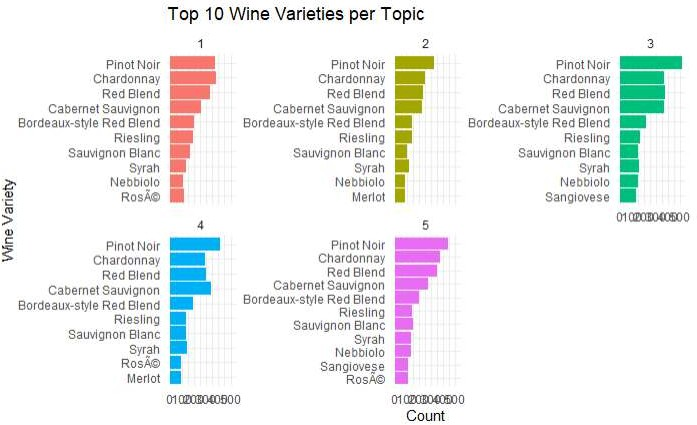 Top 10 Wine Varieties per Topic
1
Pinot Noir
Chardonnay
Red Blend
Cabernet Sauvignon
Bordeaux-style Red Blend
Riesling
Sauvignon Blanc
Syrah
Nebbiolo
RosÃ©
2
Pinot Noir
Chardonnay
Red Blend
Cabernet Sauvignon
Bordeaux-style Red Blend
Riesling
Sauvignon Blanc
Syrah
Nebbiolo
Merlot
3
Pinot Noir
Chardonnay
Red Blend
Cabernet Sauvignon
Bordeaux-style Red Blend
Riesling
Sauvignon Blanc
Syrah
Nebbiolo
Sangiovese
0100200300400500
Wine Variety
4
Pinot Noir
Chardonnay
Red Blend
Cabernet Sauvignon
Bordeaux-style Red Blend
Riesling
Sauvignon Blanc
Syrah
RosÃ©
Merlot
0100200300400500
5
Pinot Noir
Chardonnay
Red Blend
Cabernet Sauvignon
Bordeaux-style Red Blend
Riesling
Sauvignon Blanc
Syrah
Nebbiolo
Sangiovese
RosÃ©
0100200300400500
Count